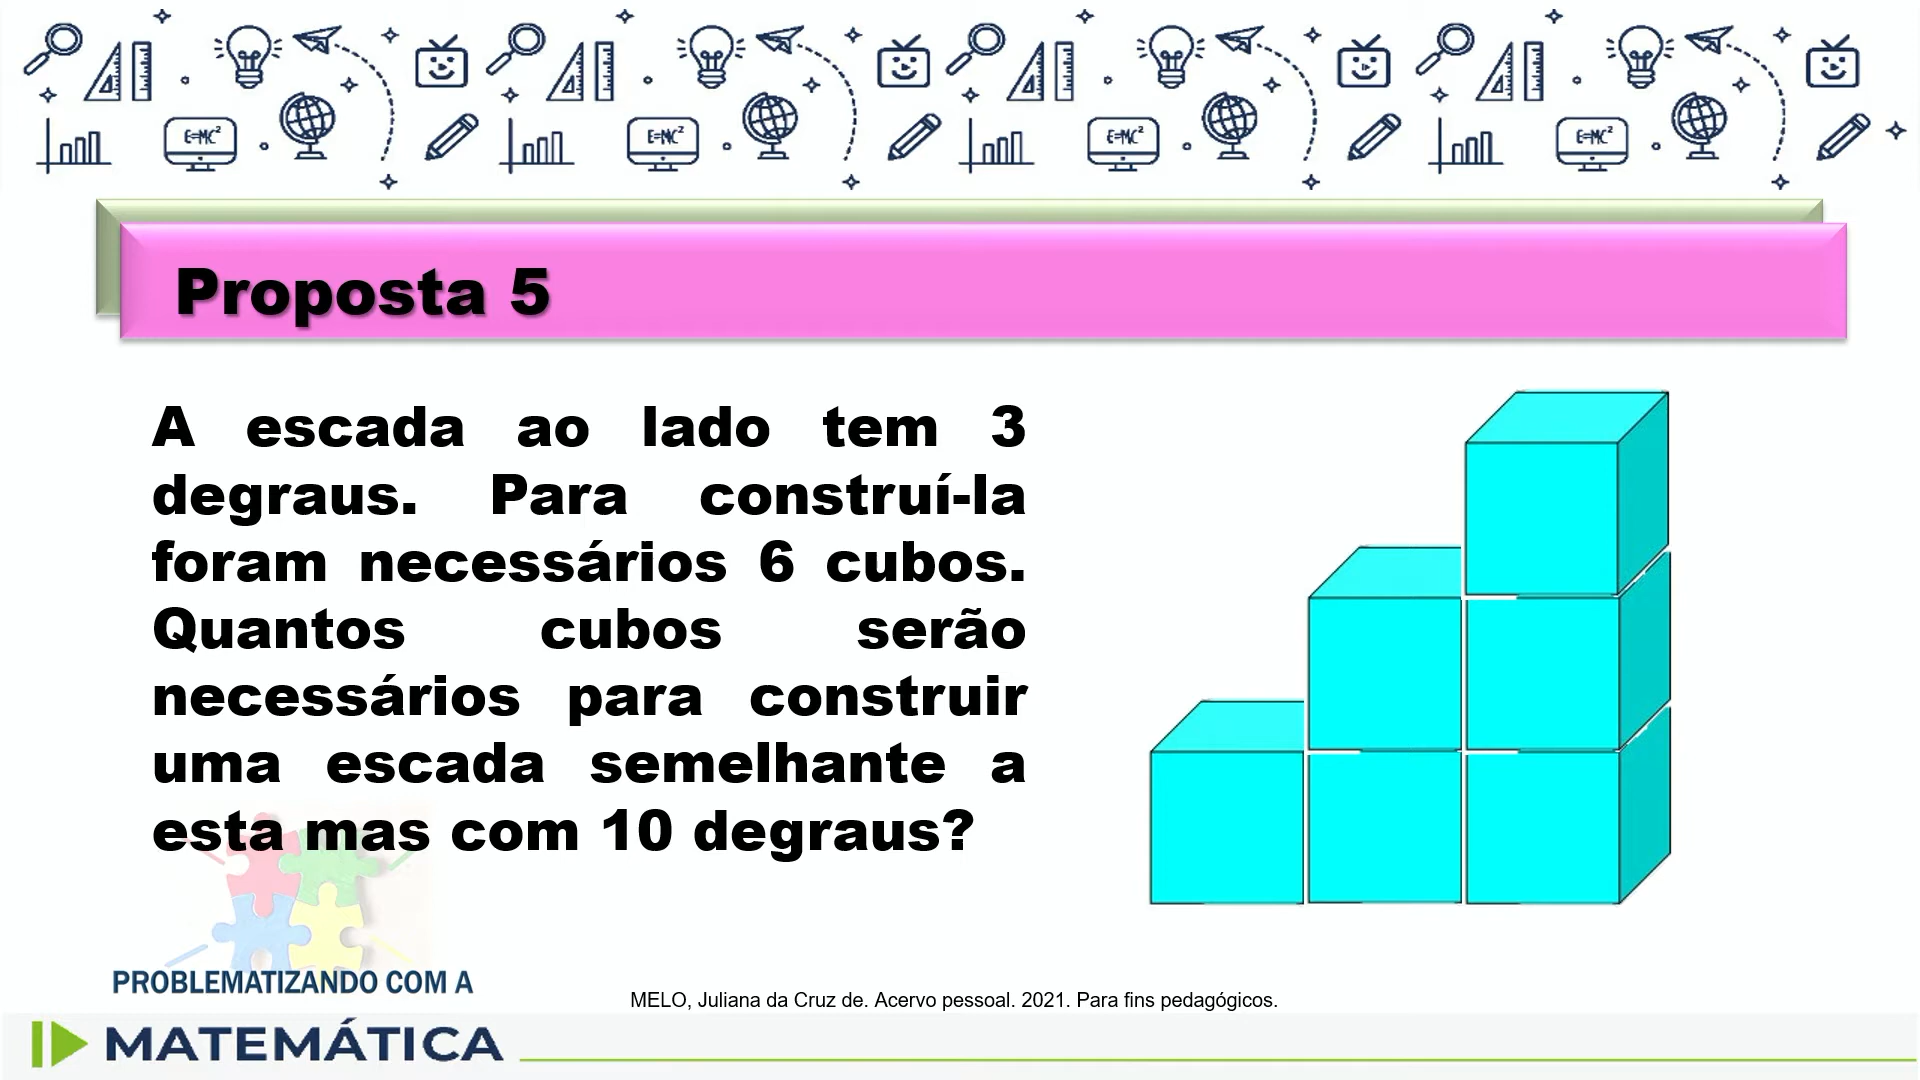 E=MC²
E=MC²
E=MC²
E=MC²
Proposta 5
A escada ao lado tem 3
degraus. Para construí-la
foram necessários 6 cubos.
Quantos cubos serão
necessários para construir
uma escada semelhante a
esta mas com 10 degraus?
PROBLEMATIZANDO COM A
MATEMÁTICA
MELO, Juliana da Cruz de. Acervo pessoal. 2021. Para fins pedagógicos.